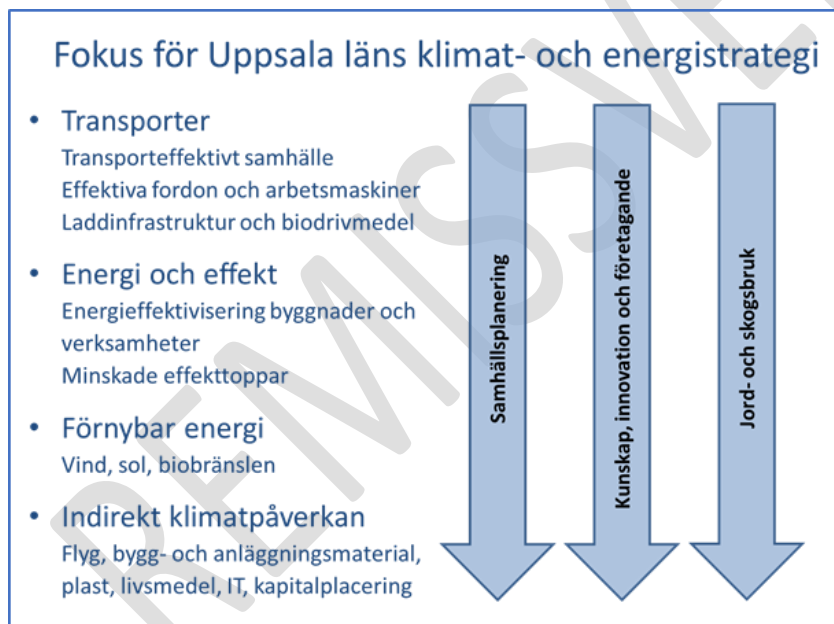 Fokus för Uppsala läns klimat- och energistrategi
• Transporter
Transporteffektivt samhälle
Effektiva fordon och arbetsmaskiner
Laddinfrastruktur och biodrivmedel
• Energi och effekt
Energieffektivisering byggnader och
verksamheter
Minskade effekttoppar
• Förnybar energi
Vind, sol, biobränslen
• Indirekt klimatpåverkan
Flyg, bygg- och anläggningsmaterial,
plast, livsmedel, IT, kapitalplacering
Samhällsplanering
Kunskap, innovation och företagande
Jord- och skogsbruk
REMISSVE